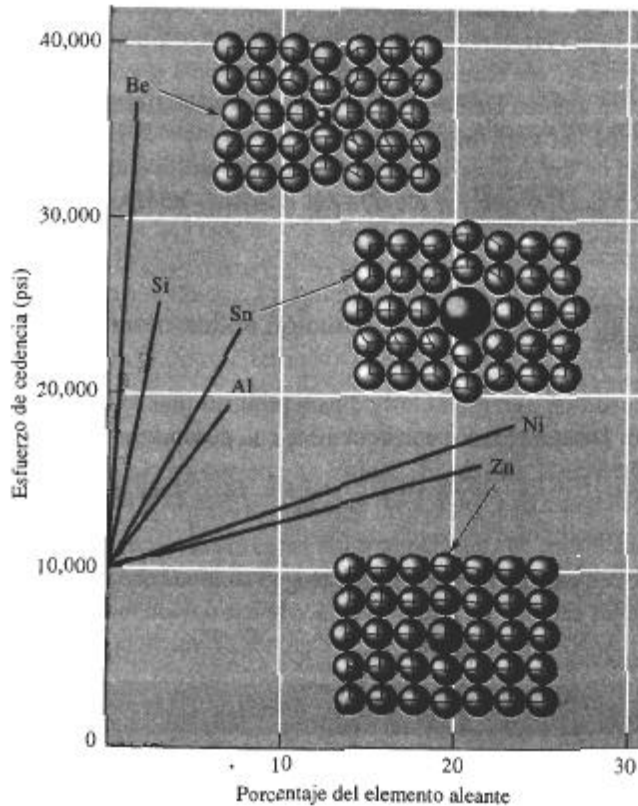 40,000
Be
30,000
Si
Sn
Al
20,000
Ni
Zn
10,000
0
10
20
30
Esfuerzo de cedencia (psi)
Porcentaje del elemento aleante